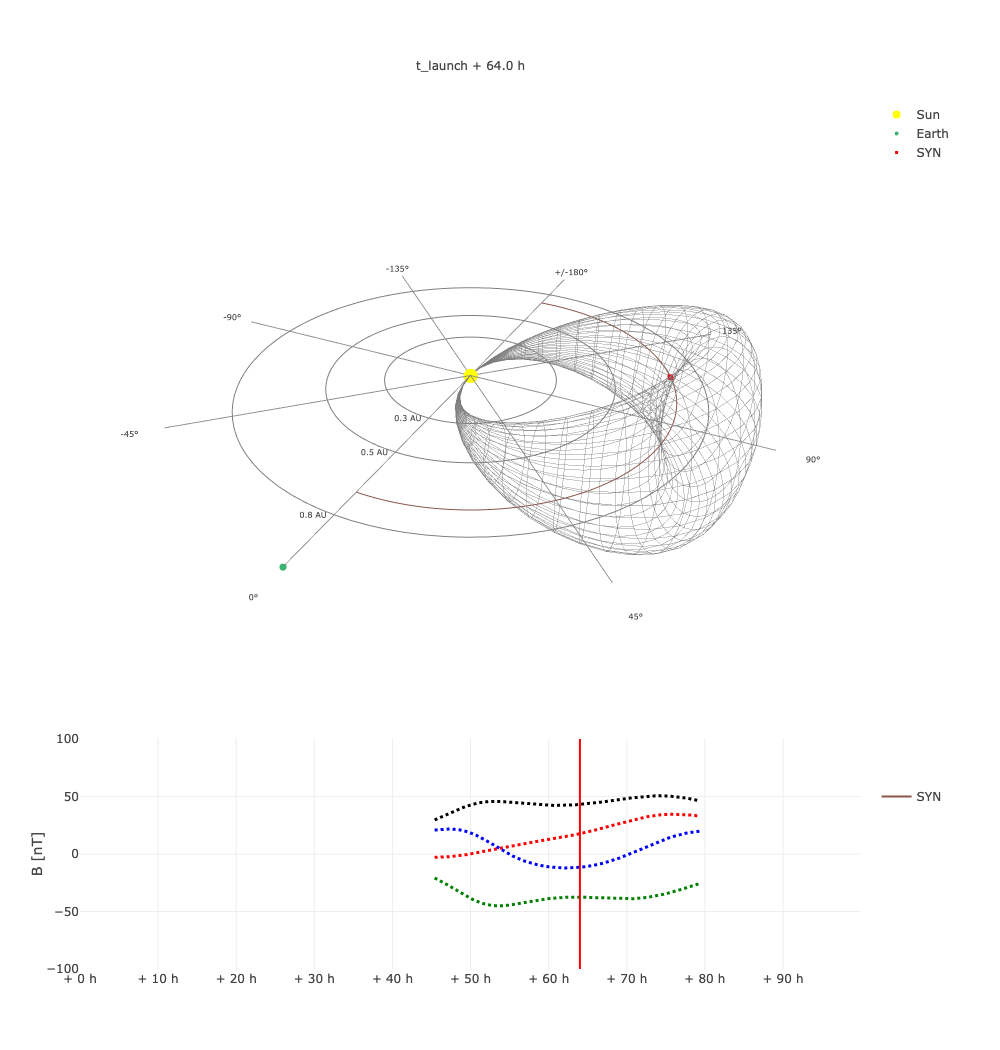 t_launch + 64.0 h
Sun
Earth
SYN
-135°
+/-180°
-90°
135°
0.3 AU
-45°
0.5 AU
90°
0.8 AU
0°
45°
100
50
0
−50
−100
B [nT]
SYN
+ 0 h + 10 h + 20 h + 30 h + 40 h + 50 h + 60 h + 70 h + 80 h + 90 h